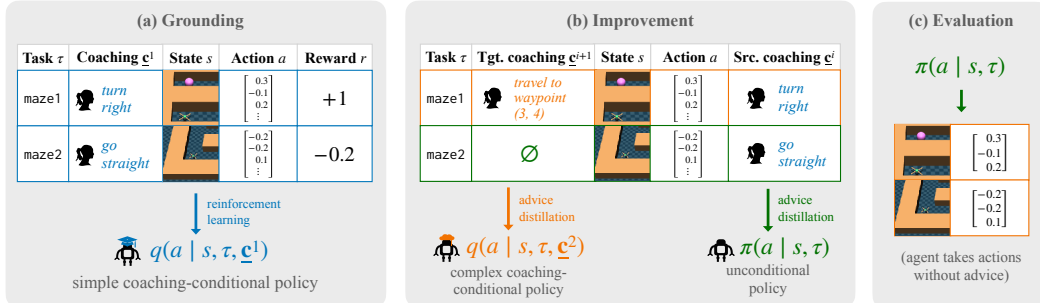 (a) Grounding
Task τ Coaching c¹ State s Action a Reward r
maze1 turn right [0.3 −0.1 0.2 ⋮] +1
maze2 go straight [−0.2 −0.2 0.1 ⋮] −0.2
reinforcement
learning
q(a | s, τ, c¹)
simple coaching-conditional policy
(b) Improvement
Task τ Tgt. coaching cⁱ⁺¹ State s Action a Src. coaching cⁱ
maze1 travel to waypoint (3, 4) [0.3 −0.1 0.2 ⋮] turn right
maze2 ∅ [−0.2 −0.2 0.1 ⋮] go straight
advice
distillation
q(a | s, τ, c²)
complex coaching-
conditional policy
advice
distillation
π(a | s, τ)
unconditional
policy
(c) Evaluation
π(a | s, τ)
[0.3 −0.1 0.2]
[−0.2 −0.2 0.1]
(agent takes actions
without advice)